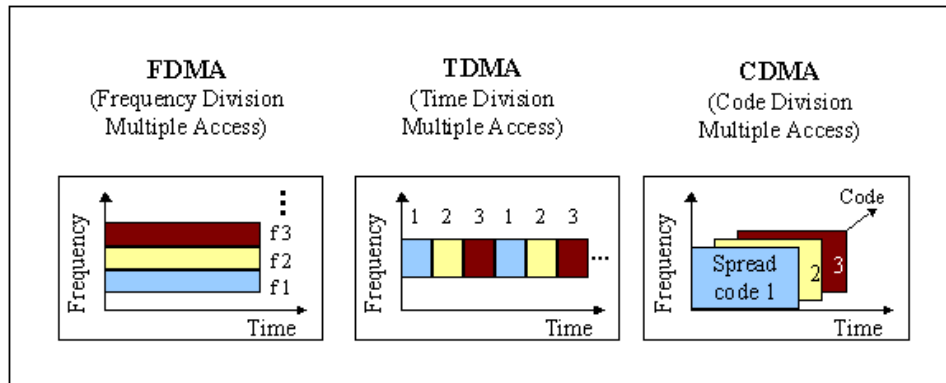 FDMA
(Frequency Division
Multiple Access)
TDMA
(Time Division
Multiple Access)
CDMA
(Code Division
Multiple Access)
Frequency
f3
f2
f1
Time
Frequency
1 2 3 1 2 3
...
Time
Frequency
Code
Spread
code 1
2
3
Time